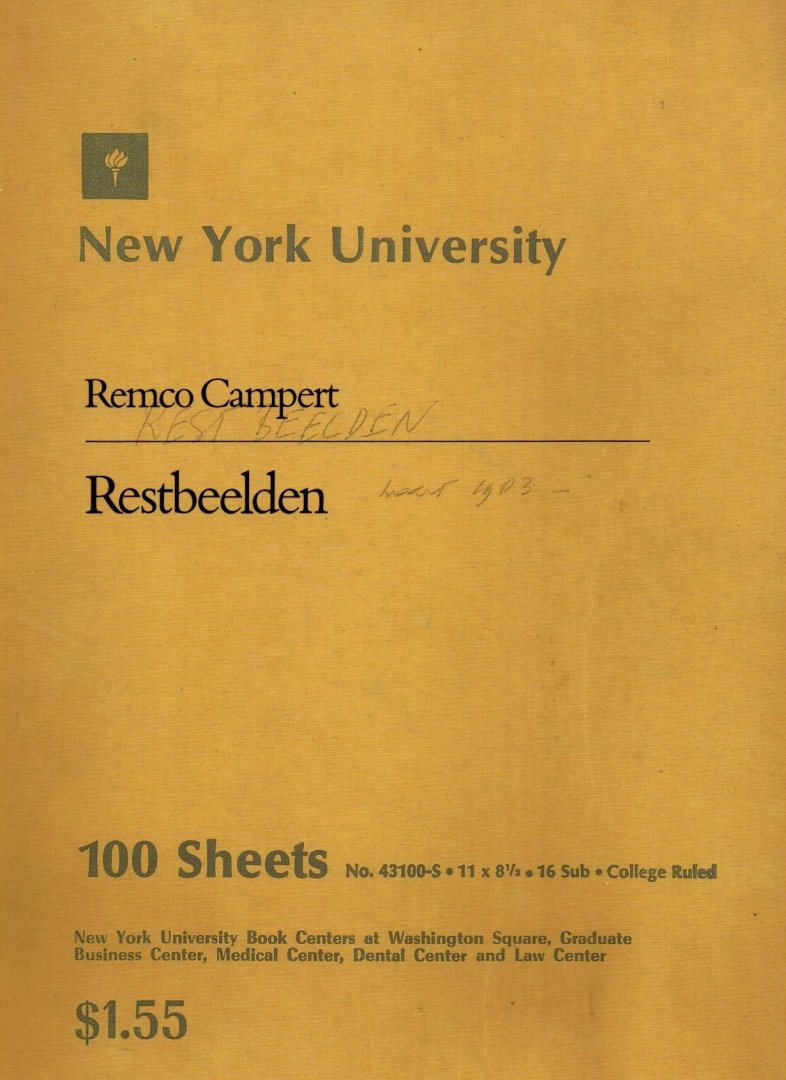 New York University
Remco Campert
REST BEELDEN
Restbeelden
100 Sheets No. 43100-S • 11 x 8½ • 16 Sub • College Ruled
New York University Book Centers at Washington Square, Graduate
Business Center, Medical Center, Dental Center and Law Center
$1.55